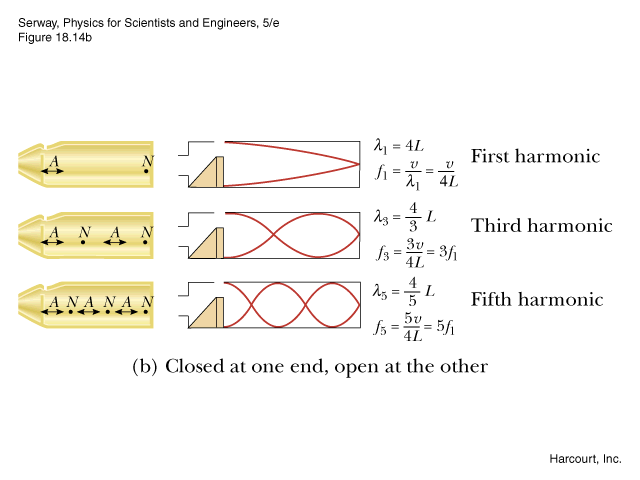 Serway, Physics for Scientists and Engineers, 5/e
Figure 18.14b
A N
λ₁ = 4L
f₁ = v/λ₁ = v/4L
First harmonic
A N A N
λ₃ = 4/3 L
f₃ = 3v/4L = 3f₁
Third harmonic
A N A N A N
λ₅ = 4/5 L
f₅ = 5v/4L = 5f₁
Fifth harmonic
(b) Closed at one end, open at the other
Harcourt, Inc.